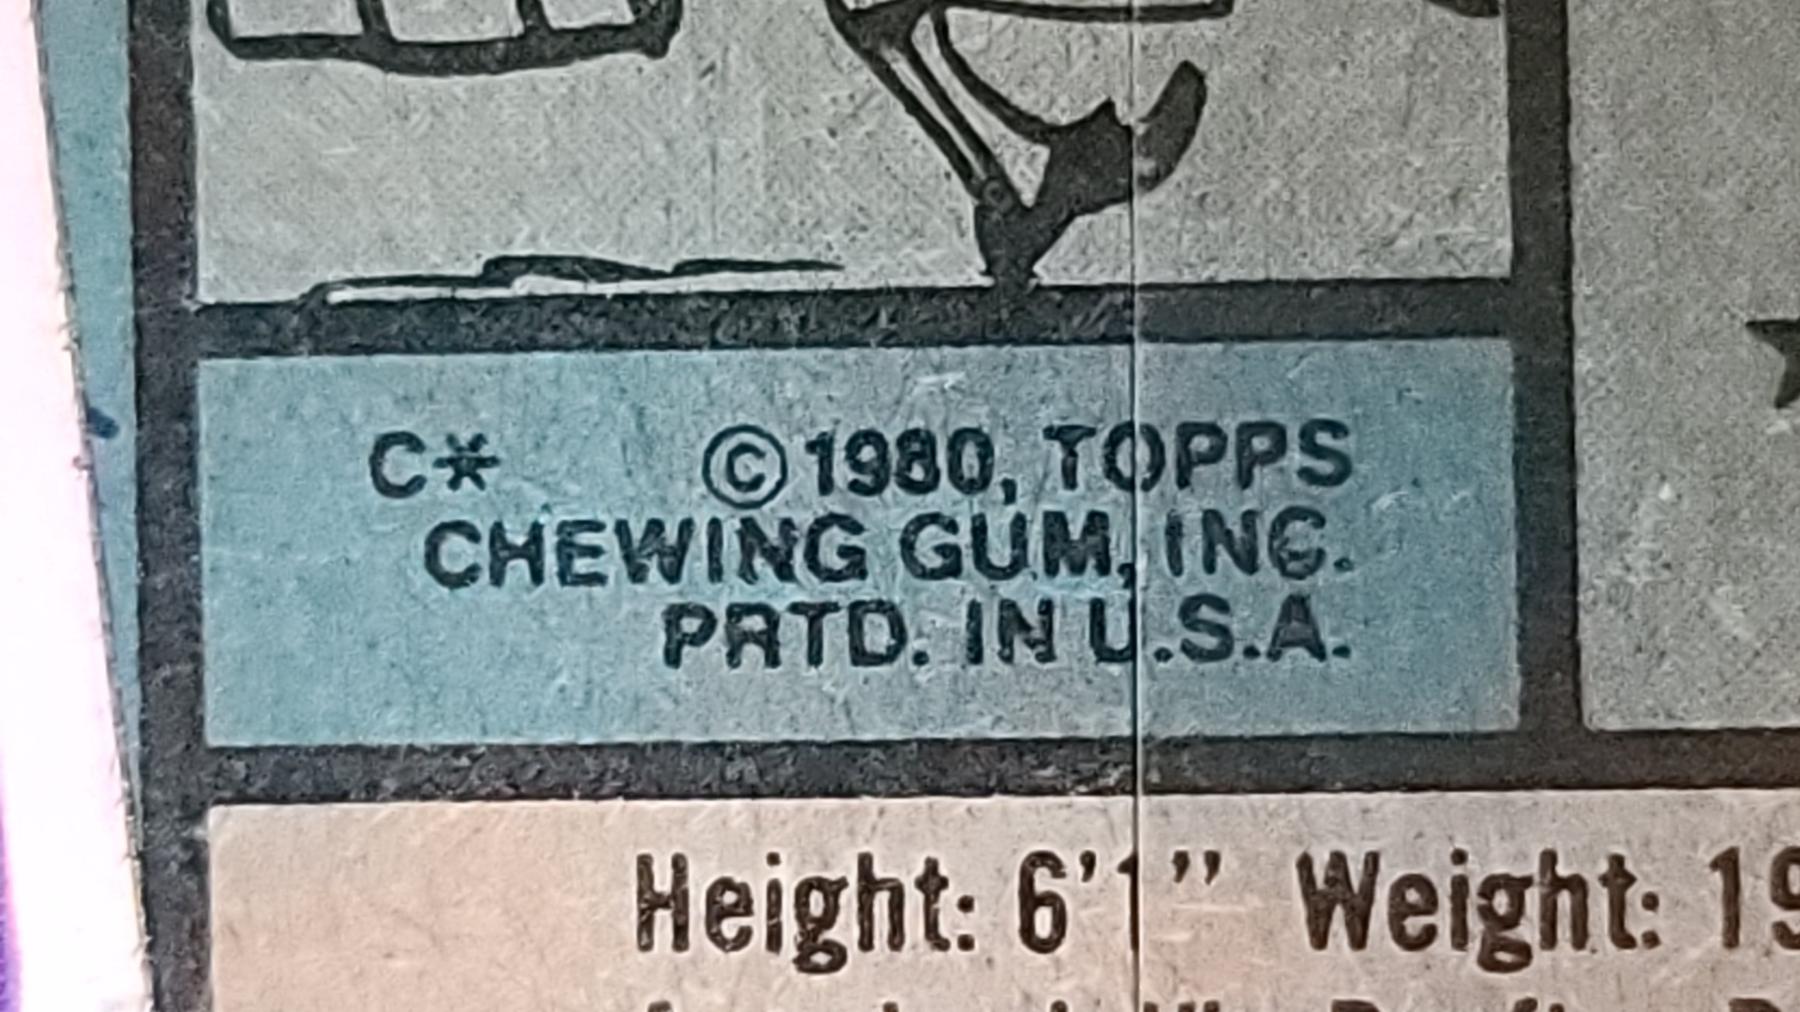 C* ©1980, TOPPS
CHEWING GUM, INC.
PRTD. IN U.S.A.
Height: 6'1" Weight: 19